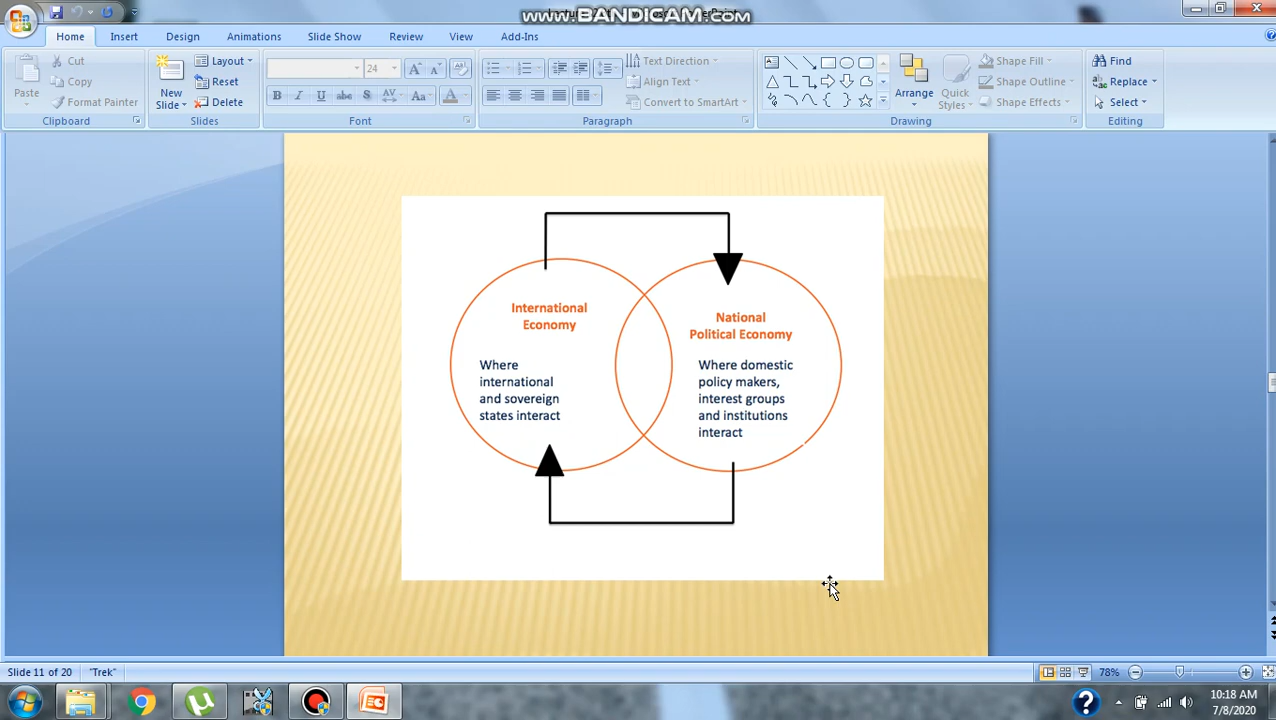 www.BANDICAM.com
Home Insert Design Animations Slide Show Review View Add-Ins
Paste
Cut
Copy
Format Painter
Clipboard
New Slide
Layout
Reset
Delete
Slides
24
B I U abc S AV Aa A
Font
Text Direction
Align Text
Convert to SmartArt
Paragraph
Arrange
Quick Styles
Shape Fill
Shape Outline
Shape Effects
Drawing
Find
Replace
Select
Editing
International
Economy
Where
international
and sovereign
states interact
National
Political Economy
Where domestic
policy makers,
interest groups
and institutions
interact
Slide 11 of 20 "Trek" 78%
10:18 AM
7/8/2020